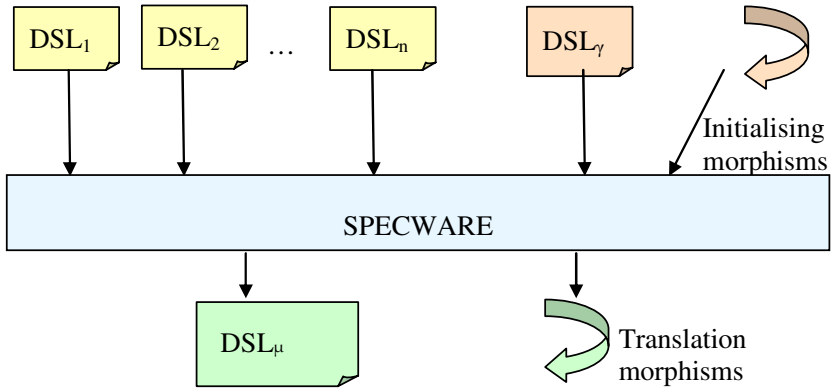 DSL₁ DSL₂ … DSLₙ DSLᵧ
Initialising
morphisms
SPECWARE
DSLμ
Translation
morphisms